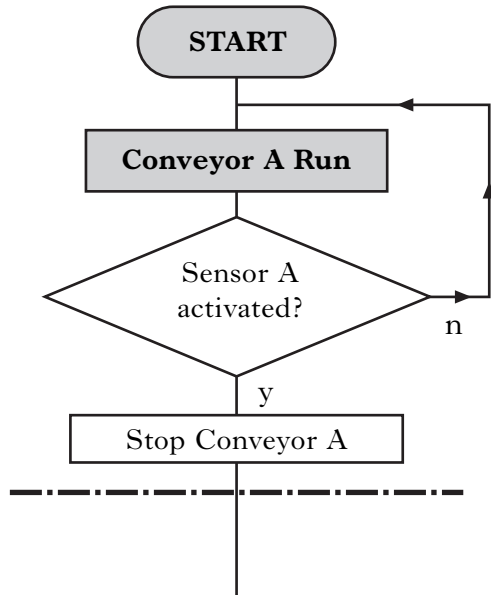 START
Conveyor A Run
Sensor A
activated?
n
y
Stop Conveyor A